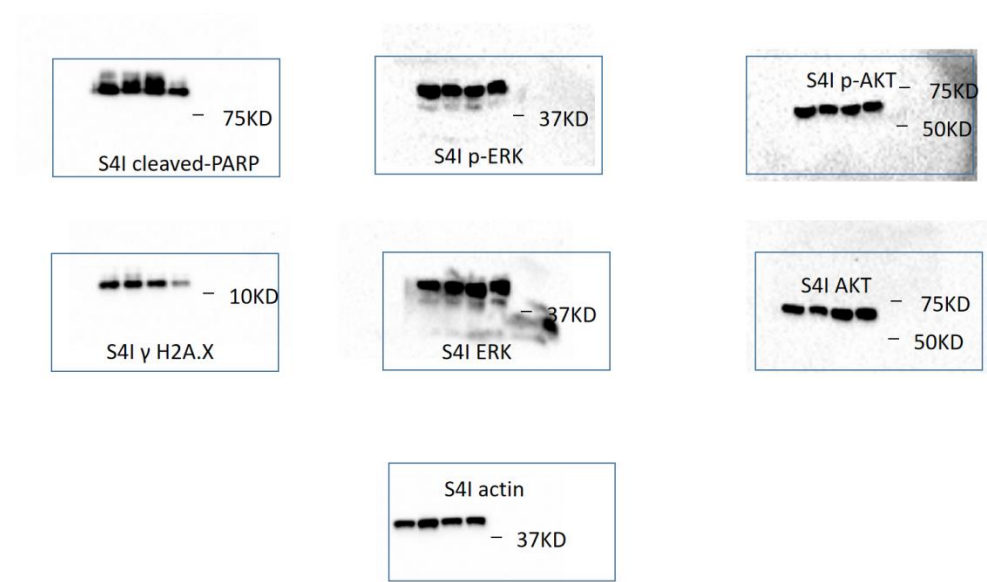 75KD
S4I cleaved-PARP
37KD
S4I p-ERK
S4I p-AKT
75KD
50KD
10KD
S4I γ H2A.X
37KD
S4I ERK
S4I AKT
75KD
50KD
S4I actin
37KD